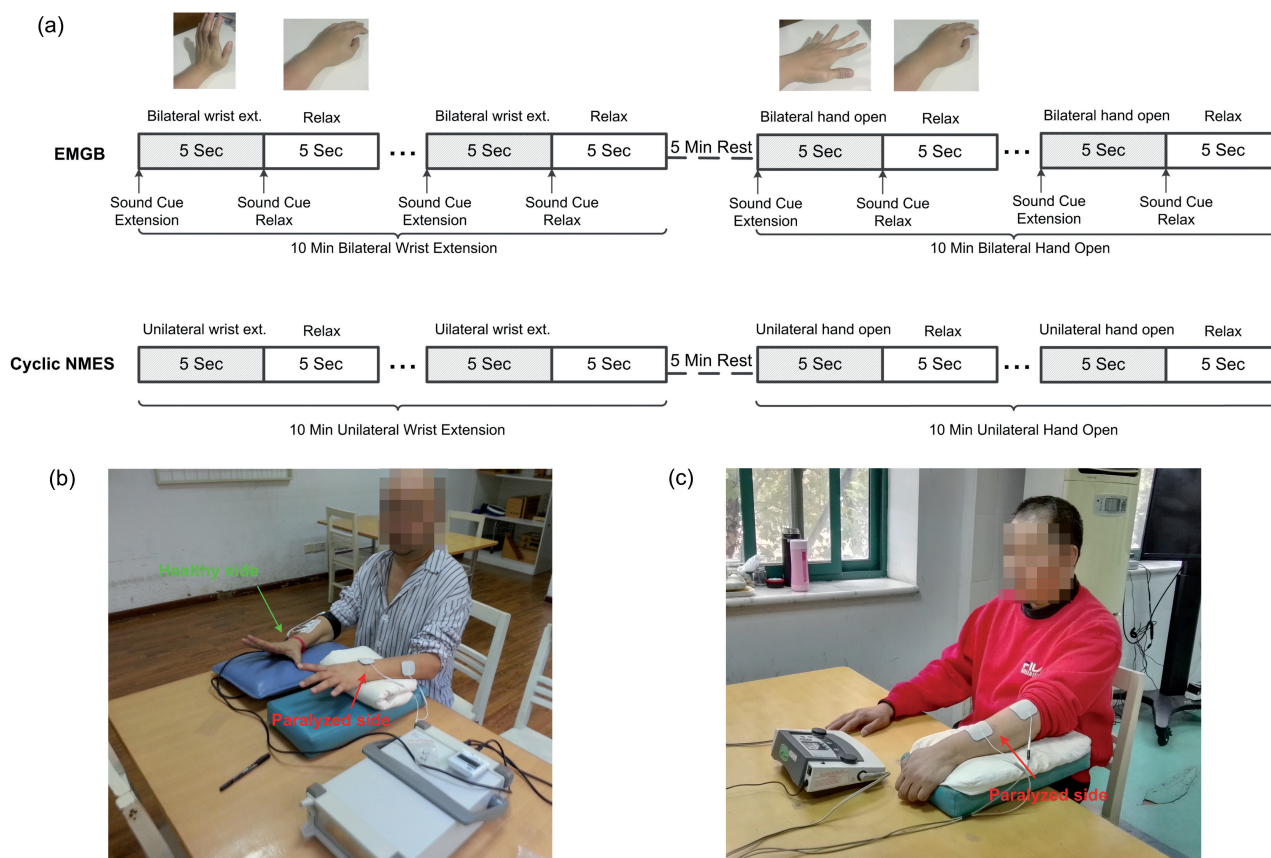 (a)
Bilateral wrist ext. Relax Bilateral wrist ext. Relax Bilateral hand open Relax Bilateral hand open Relax
EMGB 5 Sec 5 Sec ... 5 Sec 5 Sec 5 Min Rest 5 Sec 5 Sec ... 5 Sec 5 Sec
Sound Cue Sound Cue Sound Cue Sound Cue Sound Cue Sound Cue Sound Cue Sound Cue
Extension Relax Extension Relax Extension Relax Extension Relax
10 Min Bilateral Wrist Extension 10 Min Bilateral Hand Open
Unilateral wrist ext. Relax Uilateral wrist ext. Unilateral hand open Relax Unilateral hand open Relax
Cyclic NMES 5 Sec 5 Sec ... 5 Sec 5 Sec 5 Min Rest 5 Sec 5 Sec ... 5 Sec 5 Sec
10 Min Unilateral Wrist Extension 10 Min Unilateral Hand Open
(b) (c)
Healthy side
Paralyzed side
Paralyzed side